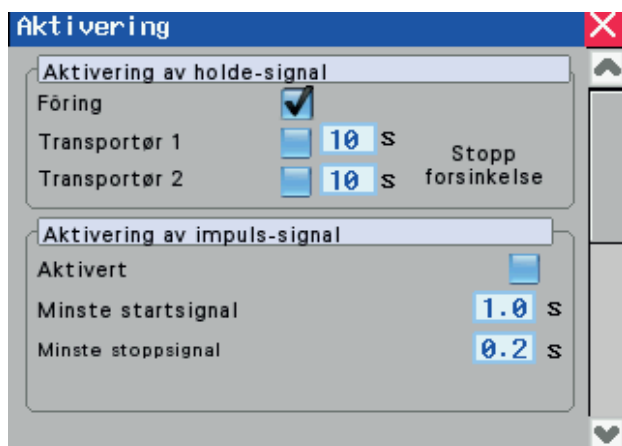 Aktivering
Aktivering av holde-signal
Föring
Transportør 1 10 s
Stopp
Transportør 2 10 s forsinkelse
Aktivering av impuls-signal
Aktivert
Minste startsignal 1.0 s
Minste stoppsignal 0.2 s